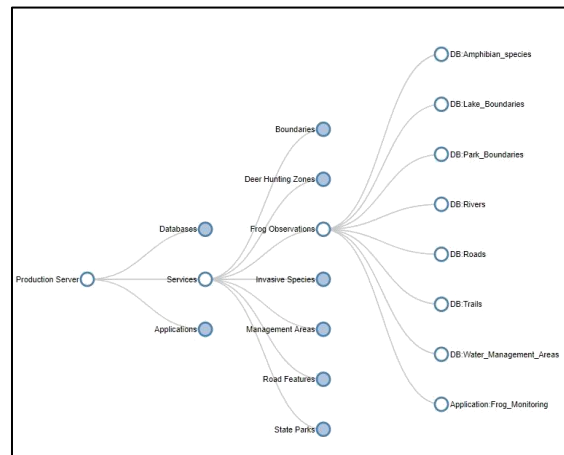 Production Server
Databases
Services
Applications
Boundaries
Deer Hunting Zones
Frog Observations
Invasive Species
Management Areas
Road Features
State Parks
DB:Amphibian_species
DB:Lake_Boundaries
DB:Park_Boundaries
DB:Rivers
DB:Roads
DB:Trails
DB:Water_Management_Areas
Application:Frog_Monitoring